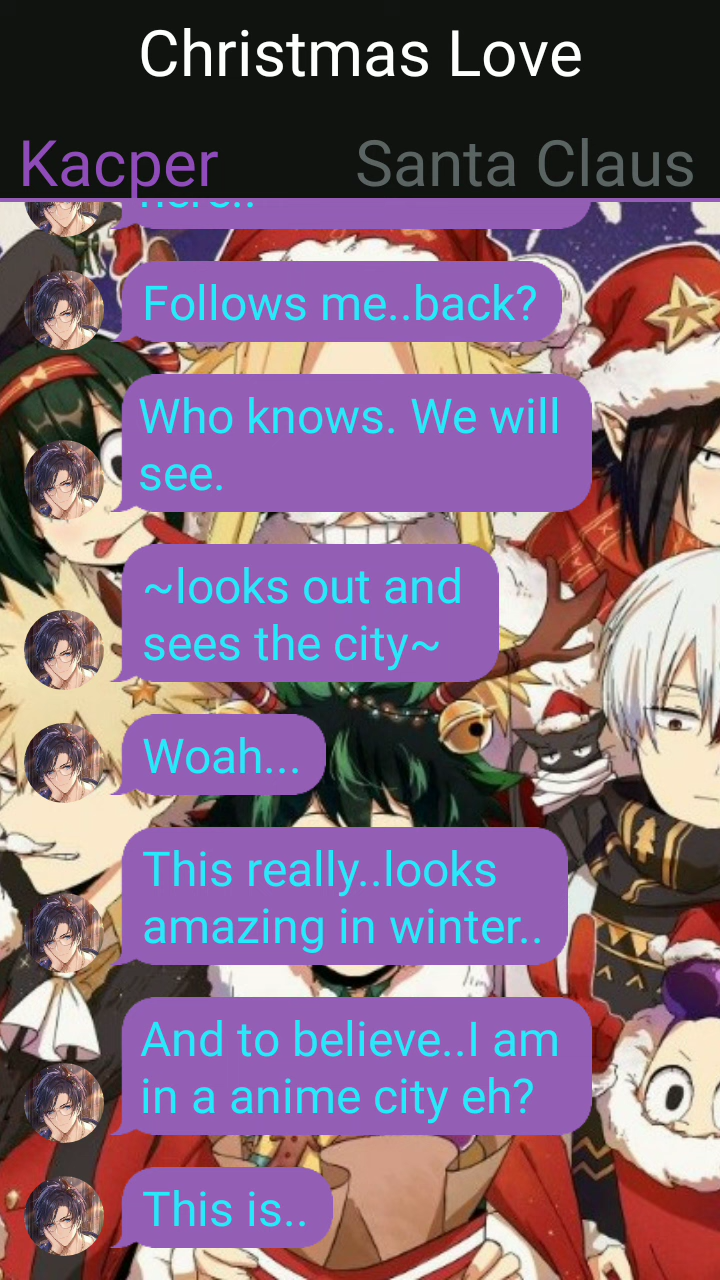 Christmas Love
Kacper
Santa Claus
here..
Follows me..back?
Who knows. We will
see.
~looks out and
sees the city~
Woah...
This really..looks
amazing in winter..
And to believe..I am
in a anime city eh?
This is..